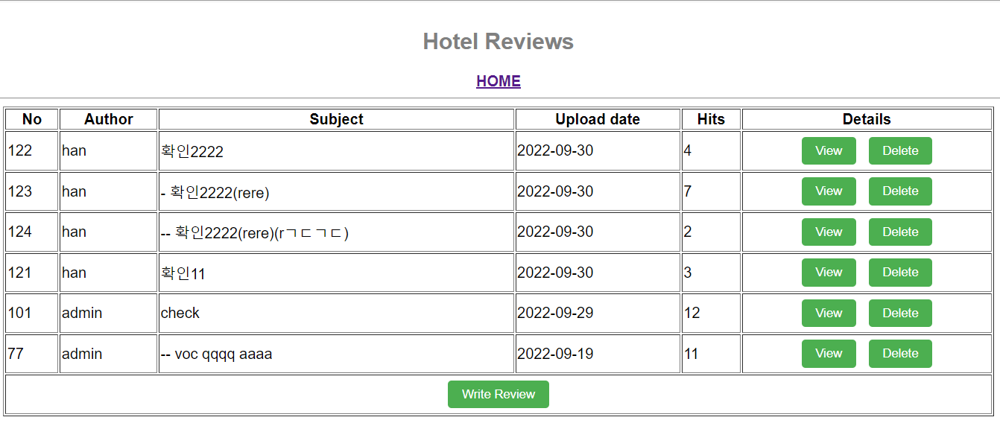 Hotel Reviews
HOME
No Author Subject Upload date Hits Details
122 han 확인2222 2022-09-30 4 View Delete
123 han - 확인2222(rere) 2022-09-30 7 View Delete
124 han -- 확인2222(rere)(rㄱㄷㄱㄷ) 2022-09-30 2 View Delete
121 han 확인11 2022-09-30 3 View Delete
101 admin check 2022-09-29 12 View Delete
77 admin -- voc qqqq aaaa 2022-09-19 11 View Delete
Write Review